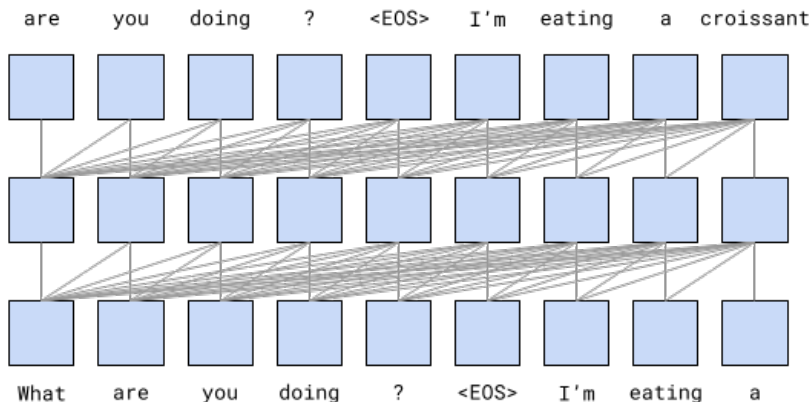 are you doing ? <EOS> I'm eating a croissant
What are you doing ? <EOS> I'm eating a